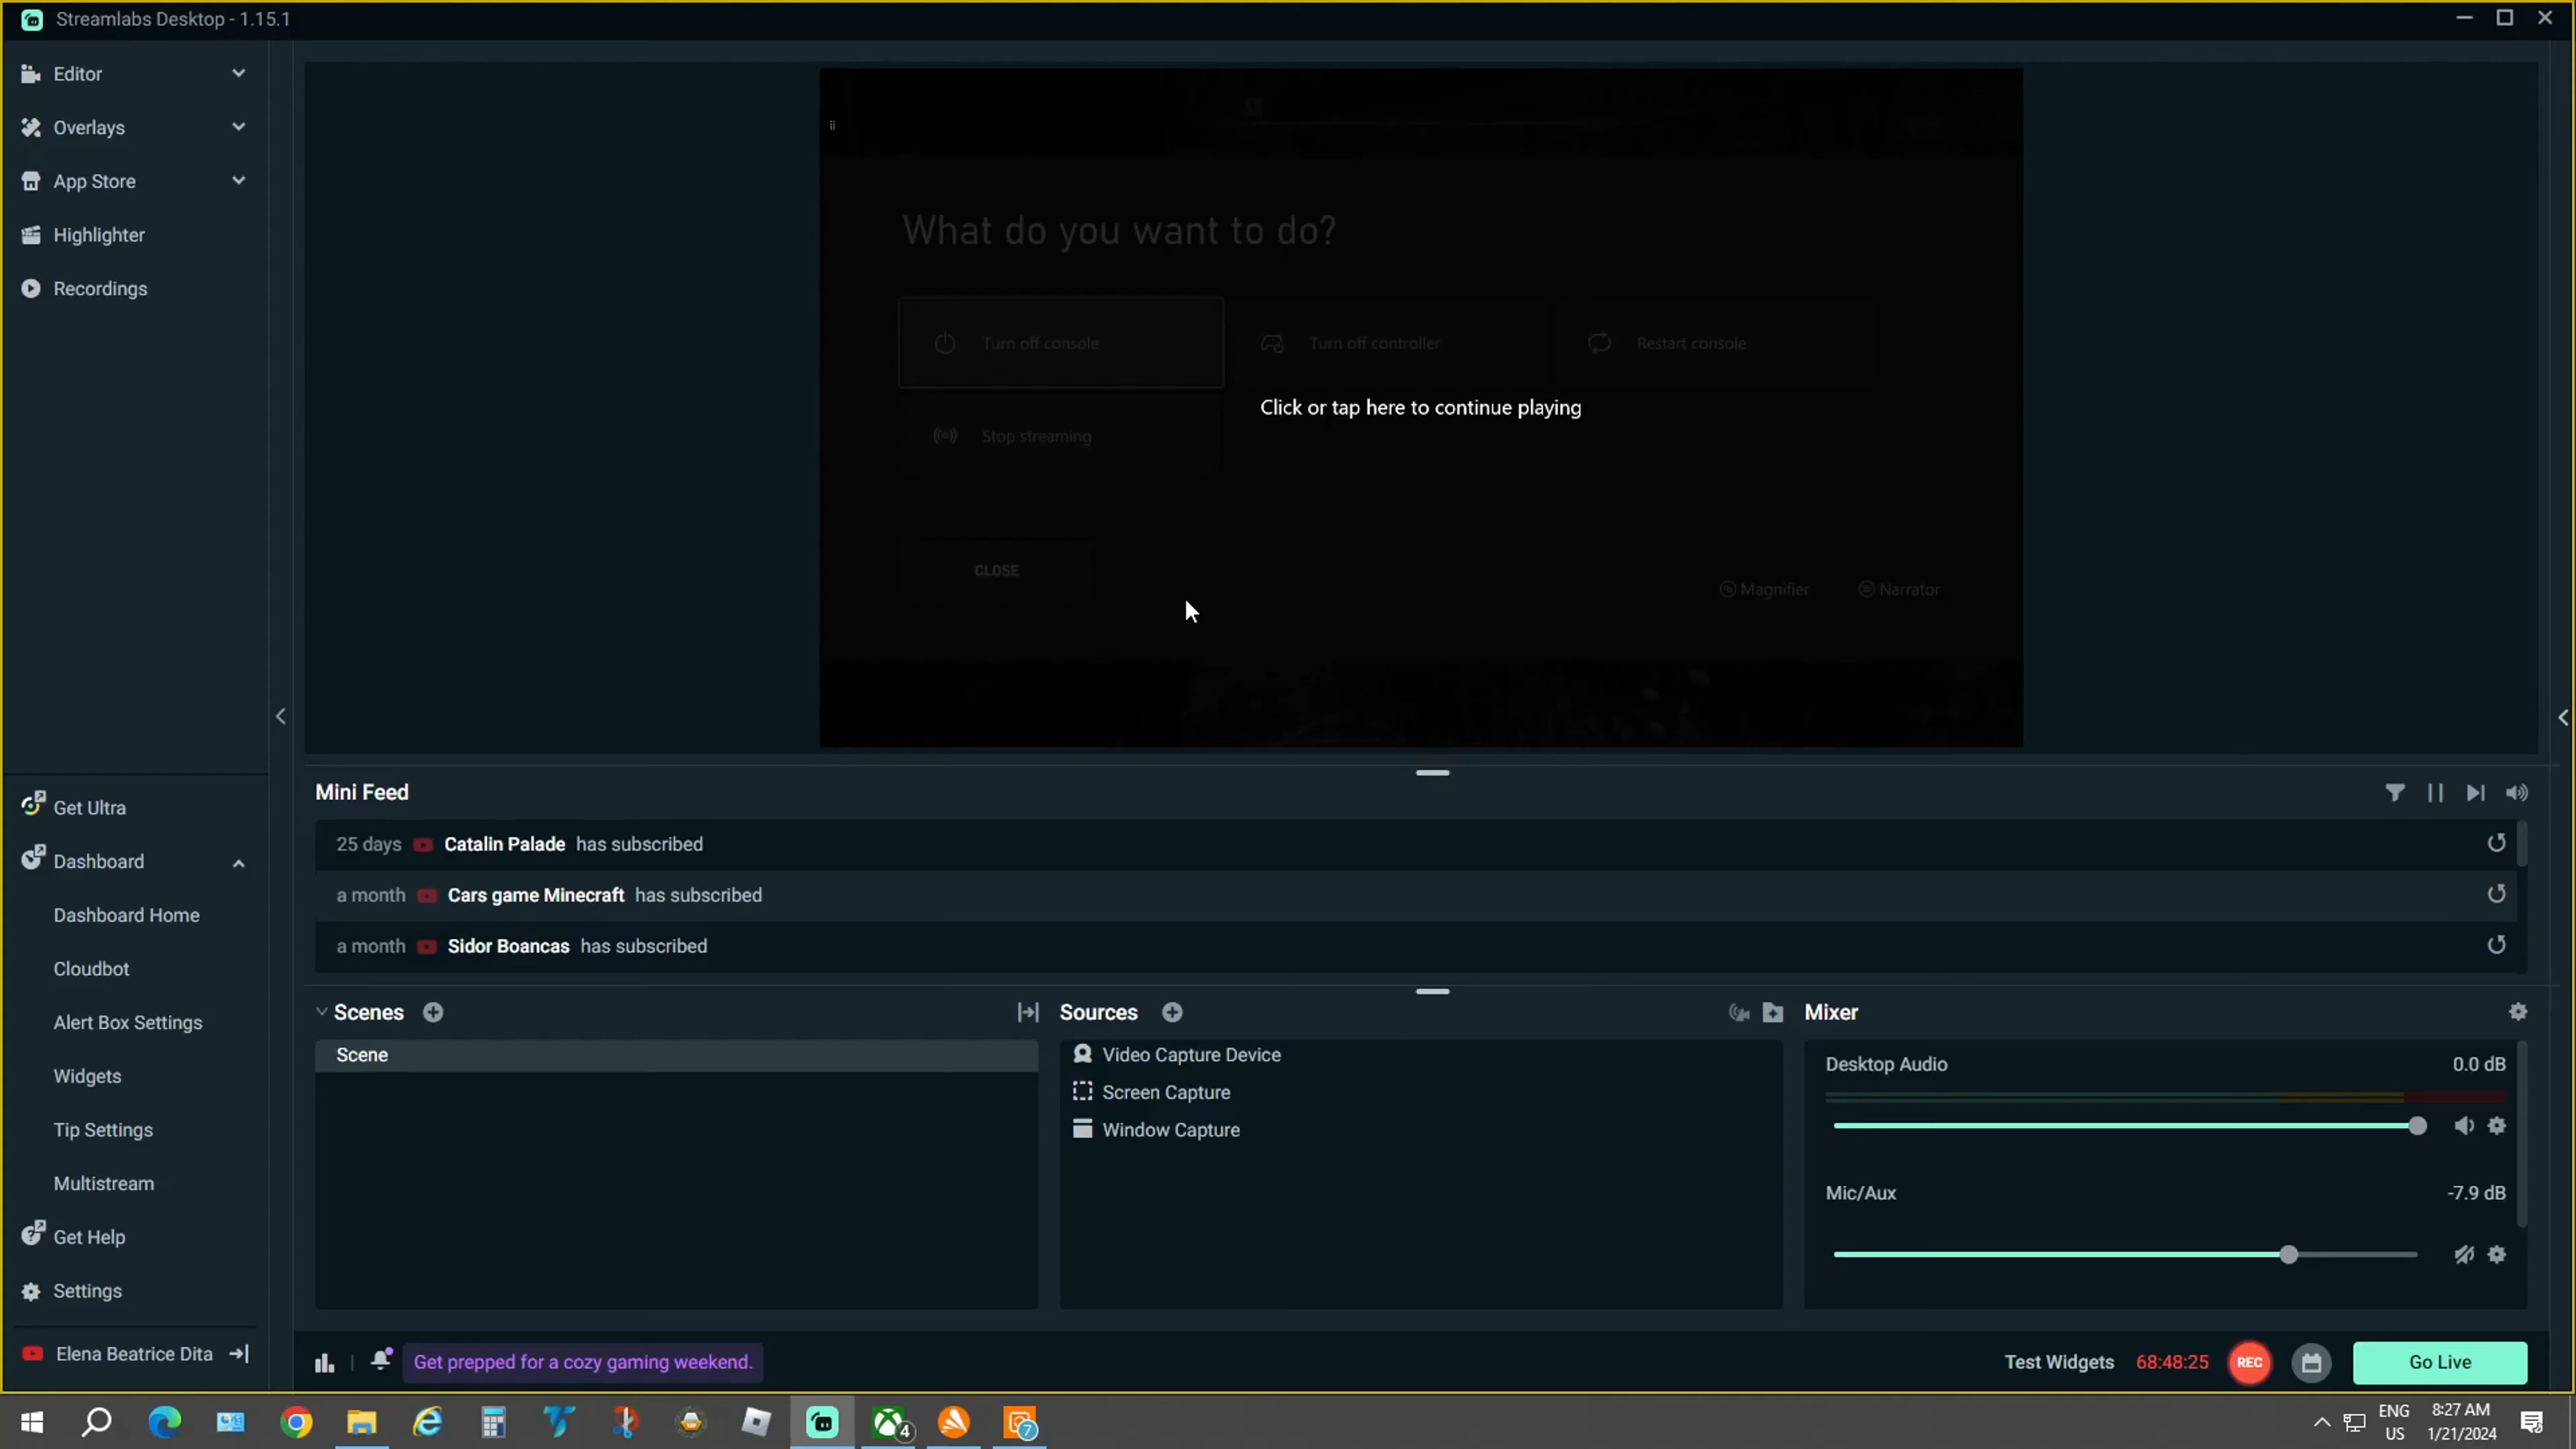 Streamlabs Desktop - 1.15.1
Editor
Overlays
App Store
Highlighter
Recordings
What do you want to do?
Turn off console
Turn off controller
Restart console
Click or tap here to continue playing
Stop streaming
CLOSE
Magnifier
Narrator
Get Ultra
Dashboard
Dashboard Home
Cloudbot
Alert Box Settings
Widgets
Tip Settings
Multistream
Get Help
Settings
Elena Beatrice Dita
Mini Feed
25 days Catalin Palade has subscribed
a month Cars game Minecraft has subscribed
a month Sidor Boancas has subscribed
Scenes
Scene
Sources
Video Capture Device
Screen Capture
Window Capture
Mixer
Desktop Audio 0.0 dB
Mic/Aux -7.9 dB
Get prepped for a cozy gaming weekend.
Test Widgets 68:48:25 REC Go Live
4
7
ENG
US
8:27 AM
1/21/2024